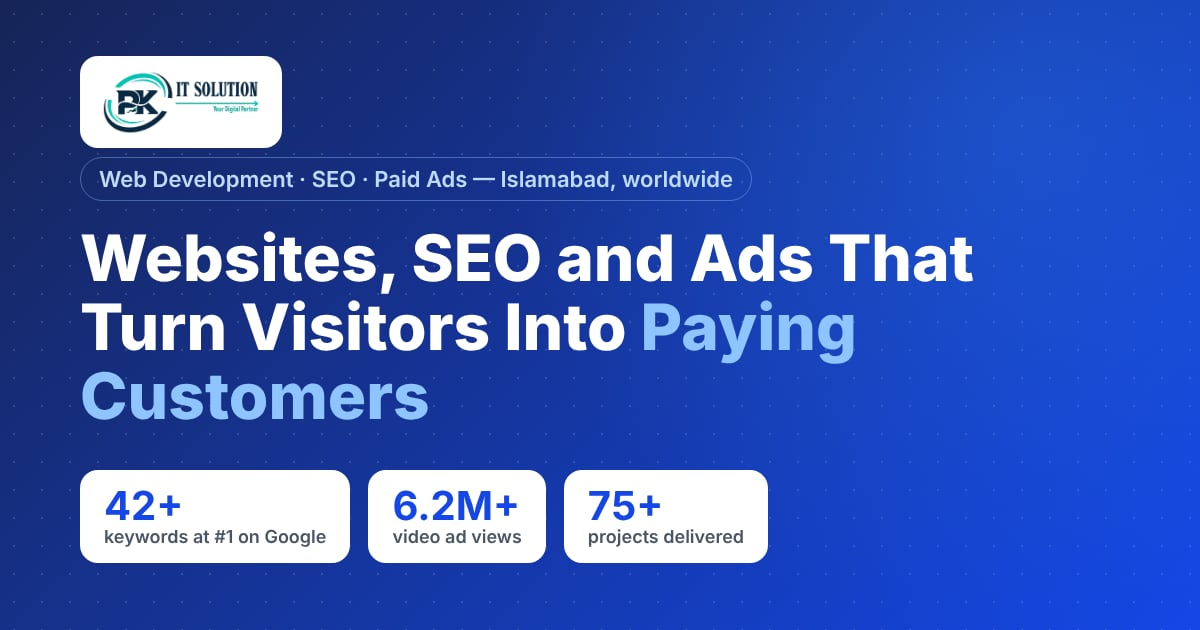 BK
IT SOLUTION
Your Digital Partner
Web Development · SEO · Paid Ads — Islamabad, worldwide
Websites, SEO and Ads That
Turn Visitors Into Paying
Customers
42+
keywords at #1 on Google
6.2M+
video ad views
75+
projects delivered